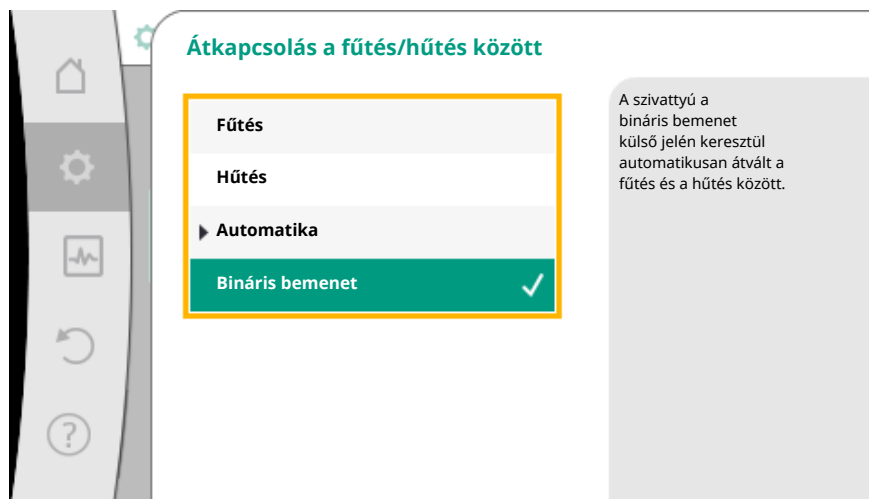 Átkapcsolás a fűtés/hűtés között
Fűtés
Hűtés
Automatika
Bináris bemenet
A szivattyú a
bináris bemenet
külső jelén keresztül
automatikusan átvált a
fűtés és a hűtés között.
?